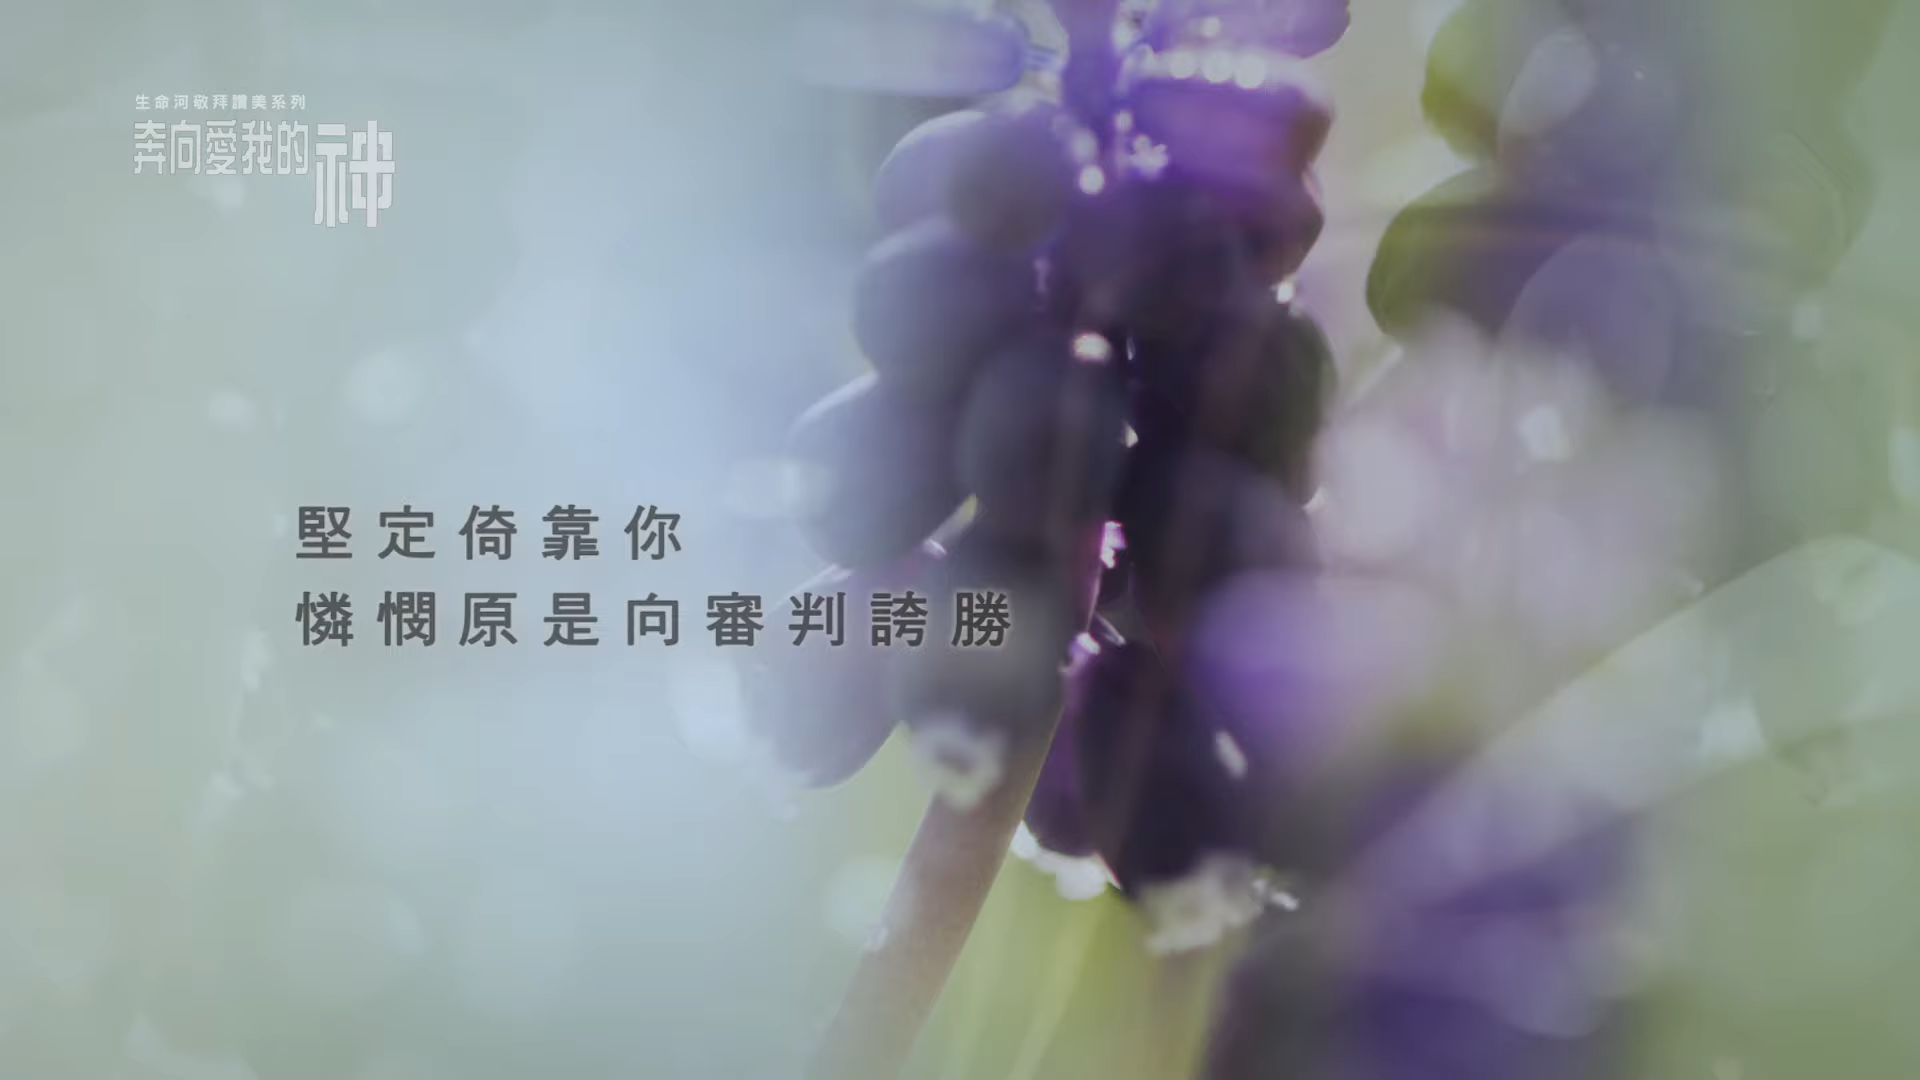 生命河敬拜讚美系列
奔向愛我的神
堅定倚靠你
憐憫原是向審判誇勝